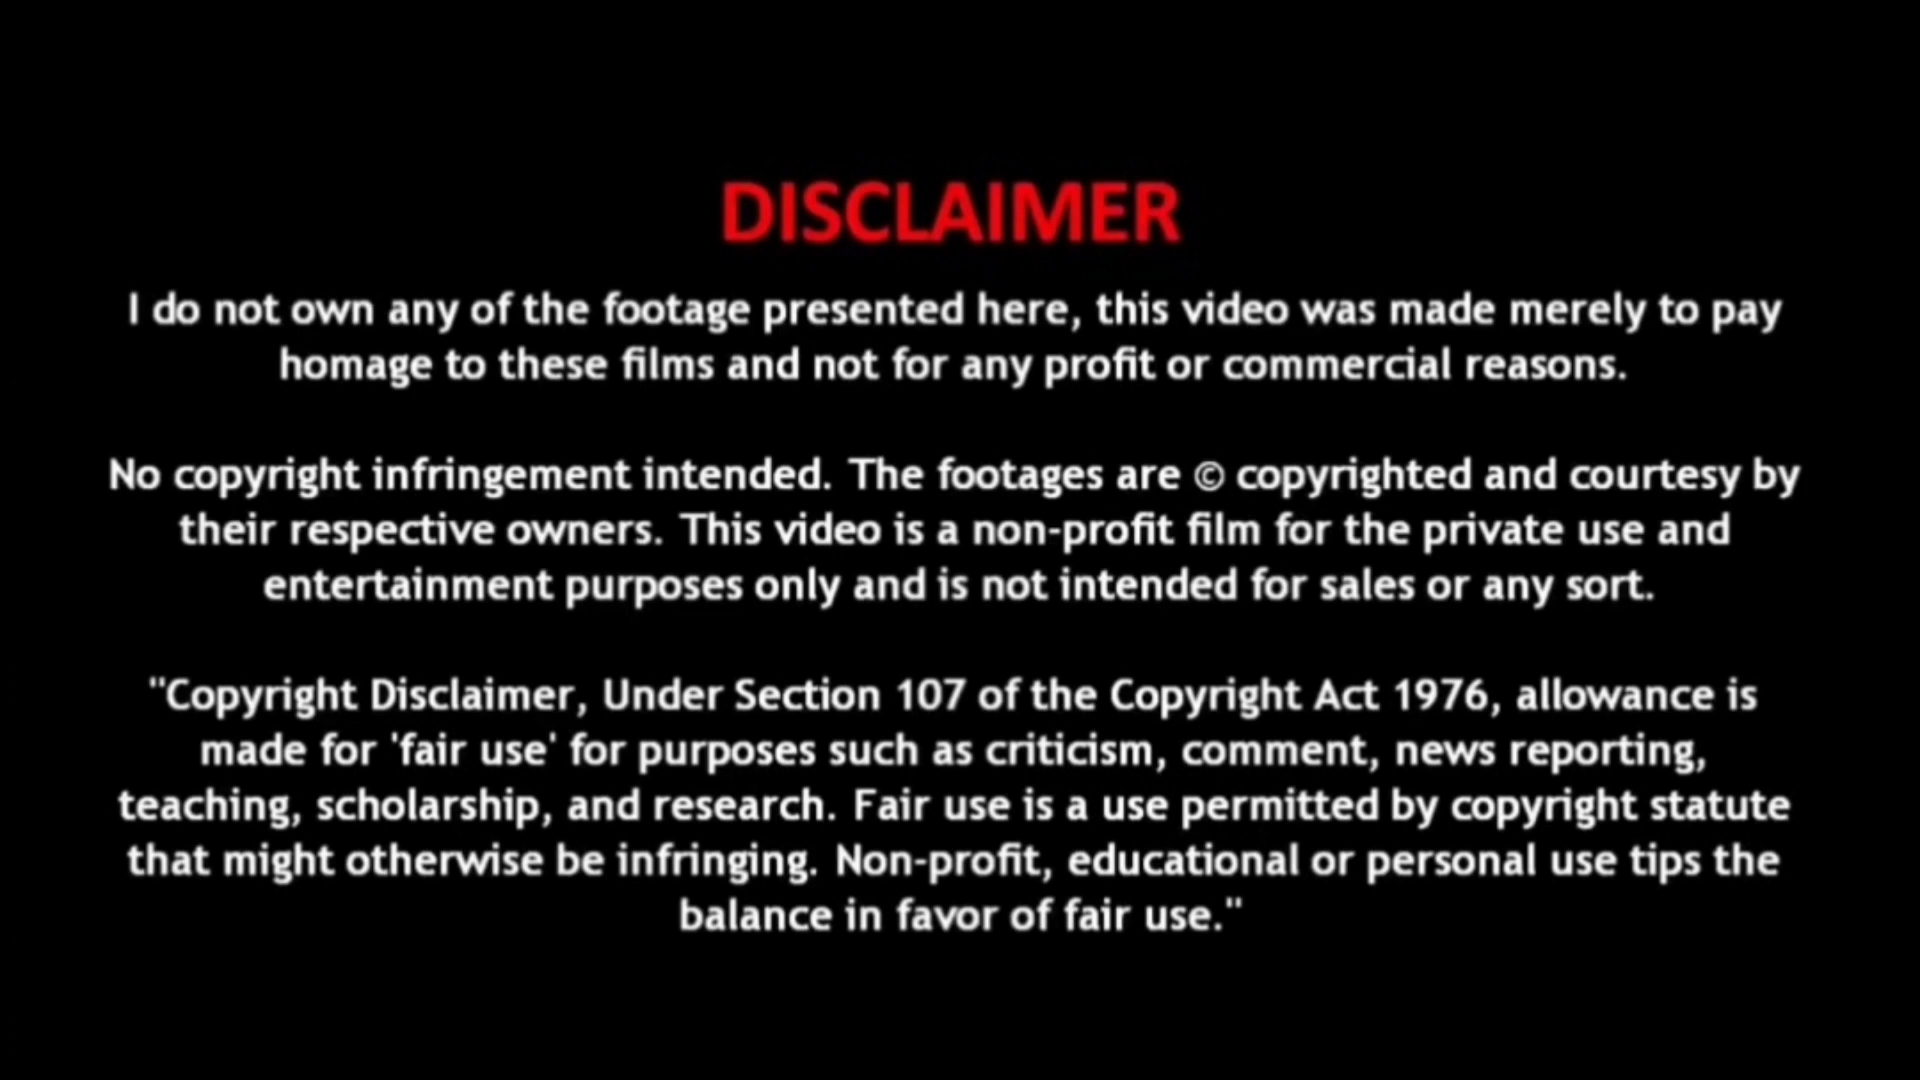 DISCLAIMER
I do not own any of the footage presented here, this video was made merely to pay
homage to these films and not for any profit or commercial reasons.
No copyright infringement intended. The footages are © copyrighted and courtesy by
their respective owners. This video is a non-profit film for the private use and
entertainment purposes only and is not intended for sales or any sort.
"Copyright Disclaimer, Under Section 107 of the Copyright Act 1976, allowance is
made for 'fair use' for purposes such as criticism, comment, news reporting,
teaching, scholarship, and research. Fair use is a use permitted by copyright statute
that might otherwise be infringing. Non-profit, educational or personal use tips the
balance in favor of fair use."